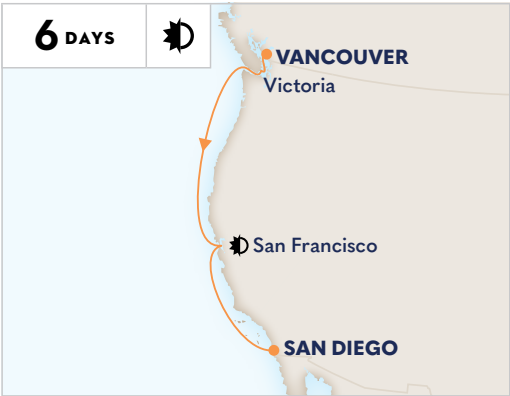 6 DAYS
VANCOUVER
Victoria
San Francisco
SAN DIEGO